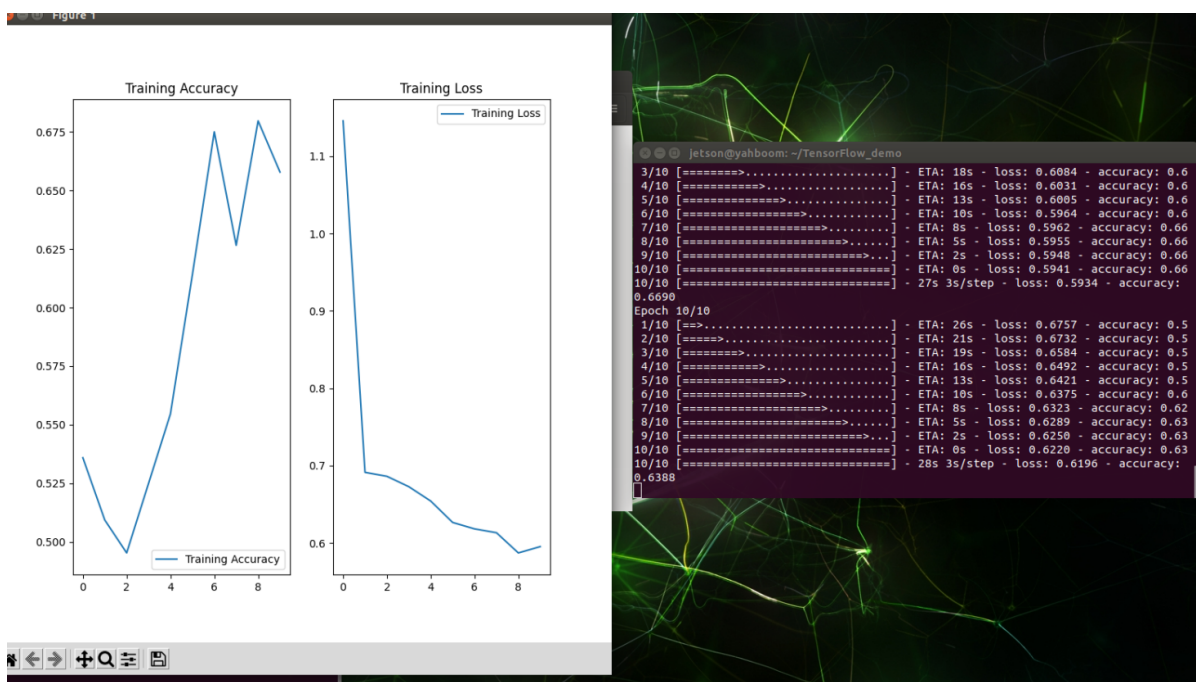 Figure 1
Training Accuracy
0.675
0.650
0.625
0.600
0.575
0.550
0.525
0.500
Training Accuracy
0 2 4 6 8
Training Loss
Training Loss
1.1
1.0
0.9
0.8
0.7
0.6
0 2 4 6 8
jetson@yahboom: ~/TensorFlow_demo
3/10 [========>.....................] - ETA: 18s - loss: 0.6084 - accuracy: 0.6
4/10 [===========>..................] - ETA: 16s - loss: 0.6031 - accuracy: 0.6
5/10 [==============>...............] - ETA: 13s - loss: 0.6005 - accuracy: 0.6
6/10 [=================>............] - ETA: 10s - loss: 0.5964 - accuracy: 0.6
7/10 [====================>.........] - ETA: 8s - loss: 0.5962 - accuracy: 0.66
8/10 [=======================>......] - ETA: 5s - loss: 0.5955 - accuracy: 0.66
9/10 [==========================>...] - ETA: 2s - loss: 0.5948 - accuracy: 0.66
10/10 [==============================] - ETA: 0s - loss: 0.5941 - accuracy: 0.66
10/10 [==============================] - 27s 3s/step - loss: 0.5934 - accuracy:
0.6690
Epoch 10/10
1/10 [==>...........................] - ETA: 26s - loss: 0.6757 - accuracy: 0.5
2/10 [=====>........................] - ETA: 21s - loss: 0.6732 - accuracy: 0.5
3/10 [========>.....................] - ETA: 19s - loss: 0.6584 - accuracy: 0.5
4/10 [===========>..................] - ETA: 16s - loss: 0.6492 - accuracy: 0.5
5/10 [==============>...............] - ETA: 13s - loss: 0.6421 - accuracy: 0.5
6/10 [=================>............] - ETA: 10s - loss: 0.6375 - accuracy: 0.6
7/10 [====================>.........] - ETA: 8s - loss: 0.6323 - accuracy: 0.62
8/10 [=======================>......] - ETA: 5s - loss: 0.6289 - accuracy: 0.63
9/10 [==========================>...] - ETA: 2s - loss: 0.6250 - accuracy: 0.63
10/10 [==============================] - ETA: 0s - loss: 0.6220 - accuracy: 0.63
10/10 [==============================] - 28s 3s/step - loss: 0.6196 - accuracy:
0.6388